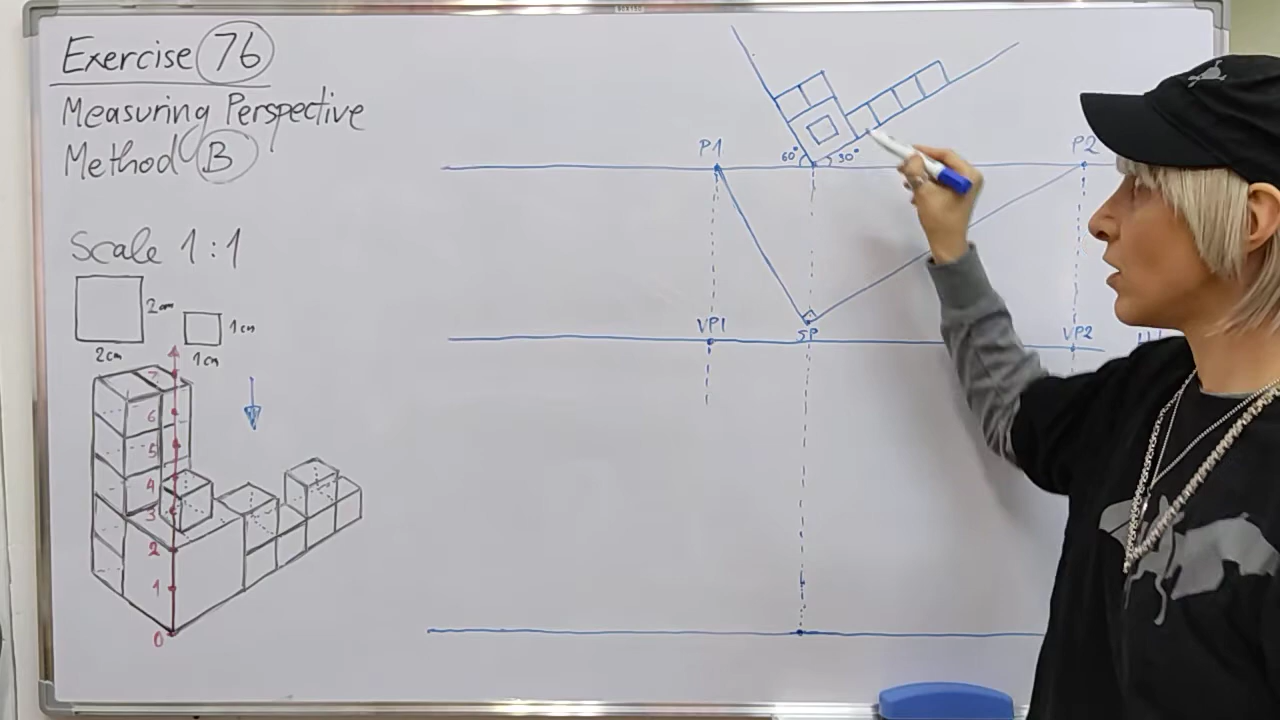 Exercise 76
Measuring Perspective
Method B
Scale 1:1
2cm
2cm
1cm
1cm
7
6
5
4
3
2
1
0
P1
60°
30°
P2
VP1
SP
VP2